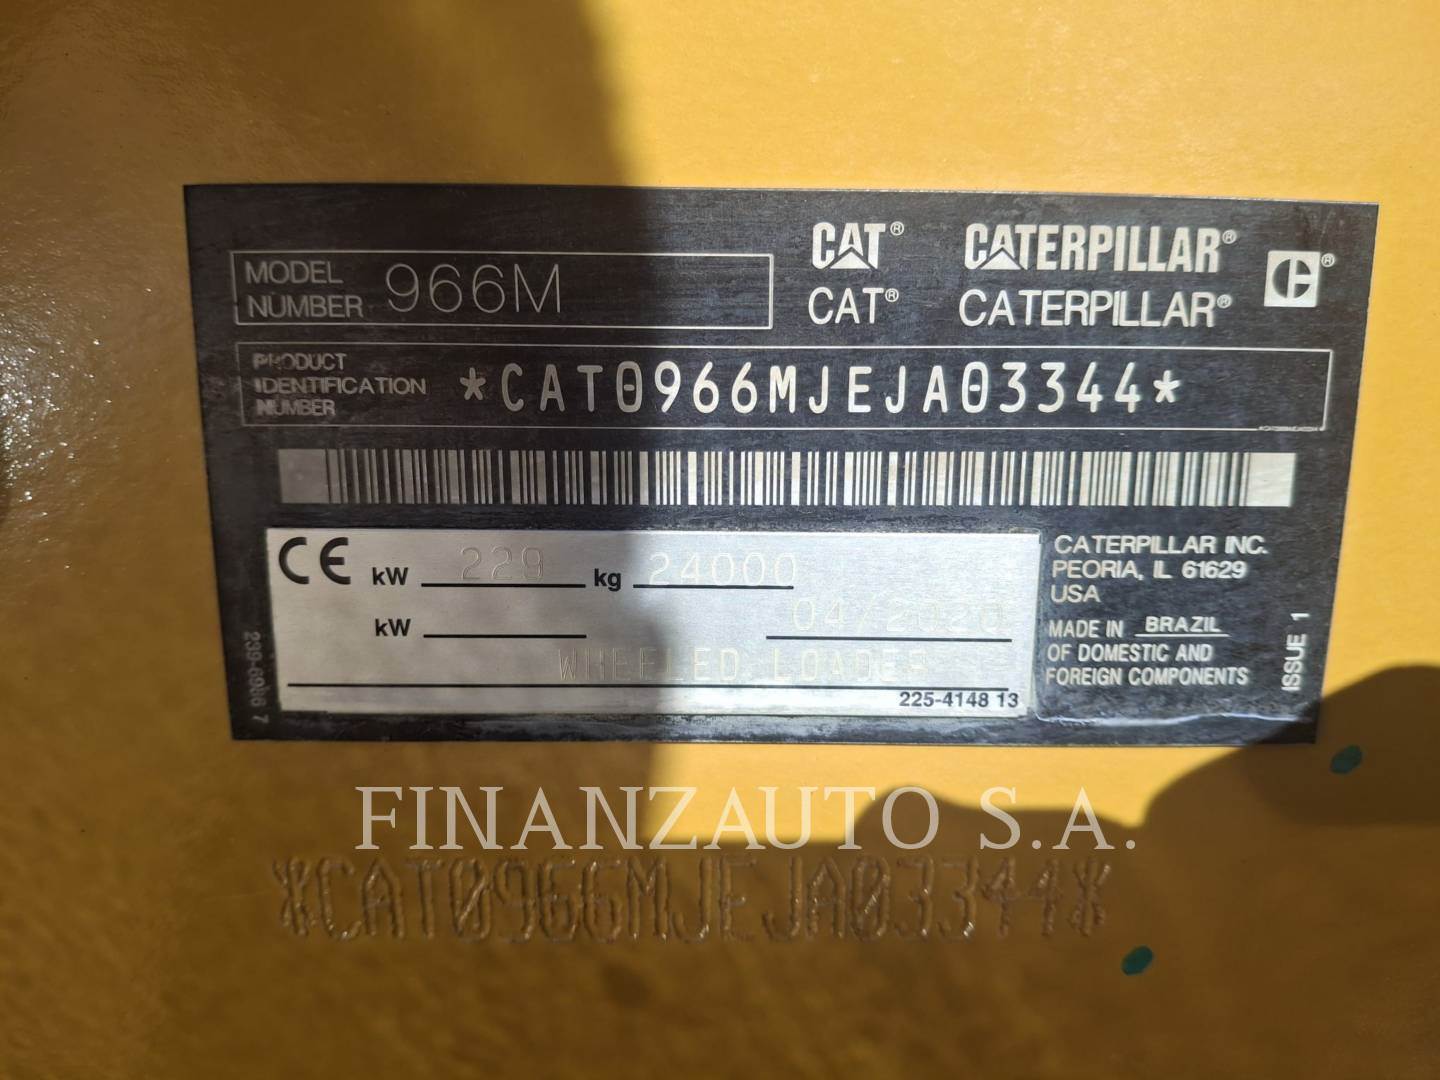 CAT® CATERPILLAR®
MODEL NUMBER 966M
CAT® CATERPILLAR®
PRODUCT IDENTIFICATION NUMBER *CAT0966MJEJA03344*
CE kW 229 kg 24000
kW 04/2020
WHEELED LOADER
225-4148 13
CATERPILLAR INC.
PEORIA, IL 61629
USA
MADE IN BRAZIL
OF DOMESTIC AND
FOREIGN COMPONENTS
ISSUE 1
FINANZAUTO S.A.
*CAT0966MJEJA03344*